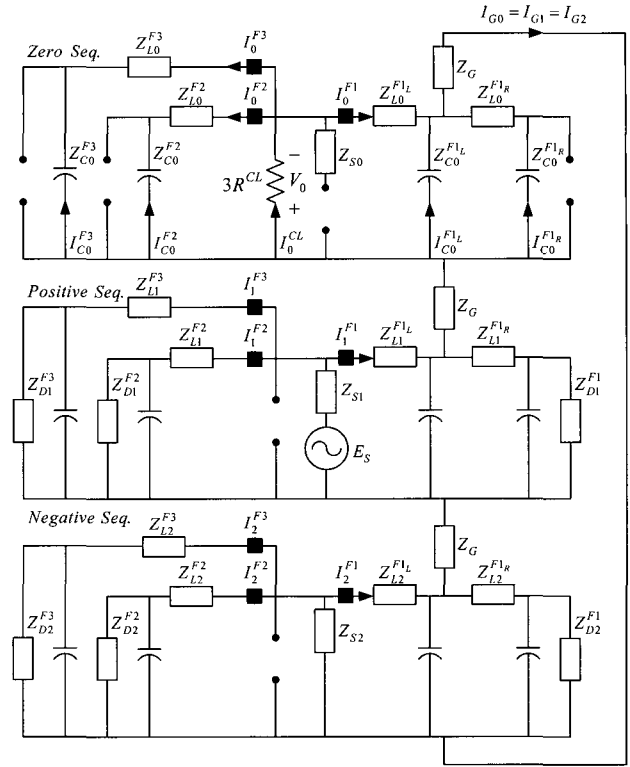 I_{G0} = I_{G1} = I_{G2}
Zero Seq.
Z_{L0}^{F3} I_0^{F3} Z_G
Z_{L0}^{F2} I_0^{F2} I_0^{F1} Z_{L0}^{F1_L} Z_{L0}^{F1_R}
Z_{C0}^{F3} Z_{C0}^{F2} 3R^{CL} − V_0 + Z_{S0} Z_{C0}^{F1_L} Z_{C0}^{F1_R}
I_{C0}^{F3} I_{C0}^{F2} I_0^{CL} I_{C0}^{F1_L} I_{C0}^{F1_R}
Positive Seq.
Z_{L1}^{F3} I_1^{F3} Z_G
Z_{L1}^{F2} I_1^{F2} I_1^{F1} Z_{L1}^{F1_L} Z_{L1}^{F1_R}
Z_{D1}^{F3} Z_{D1}^{F2} Z_{S1} Z_{D1}^{F1}
E_S
Negative Seq.
Z_{L2}^{F3} I_2^{F3} Z_G
Z_{L2}^{F2} I_2^{F2} I_2^{F1} Z_{L2}^{F1_L} Z_{L2}^{F1_R}
Z_{D2}^{F3} Z_{D2}^{F2} Z_{S2} Z_{D2}^{F1}